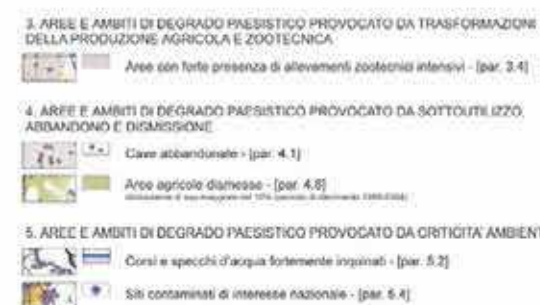 3. AREE E AMBITI DI DEGRADO PAESISTICO PROVOCATO DA TRASFORMAZIONI
DELLA PRODUZIONE AGRICOLA E ZOOTECNICA
Aree con forte presenza di allevamenti zootecnici intensivi - [par. 3.4]
4. AREE E AMBITI DI DEGRADO PAESISTICO PROVOCATO DA SOTTOUTILIZZO,
ABBANDONO E DISMISSIONE
Cave abbandonate - [par. 4.1]
Aree agricole dismesse - [par. 4.8]
5. AREE E AMBITI DI DEGRADO PAESISTICO PROVOCATO DA CRITICITA' AMBIENT
Corsi e specchi d'acqua fortemente inquinati - [par. 5.2]
Siti contaminati di interesse nazionale - [par. 5.4]